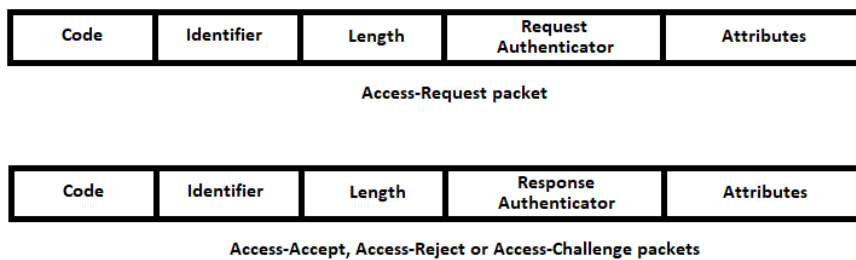 Code Identifier Length Request Authenticator Attributes
Access-Request packet
Code Identifier Length Response Authenticator Attributes
Access-Accept, Access-Reject or Access-Challenge packets